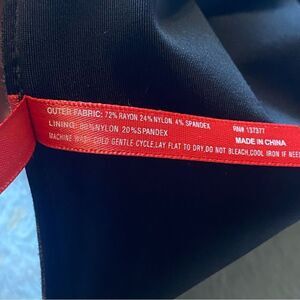 OUTER FABRIC: 72% RAYON 24% NYLON, 4% SPANDEX
LINING: 80%NYLON 20%SPANDEX
MACHINE WASH COLD GENTLE CYCLE,LAY FLAT TO DRY,DO NOT BLEACH,COOL IRON IF
RN# 137377
MADE IN CHINA